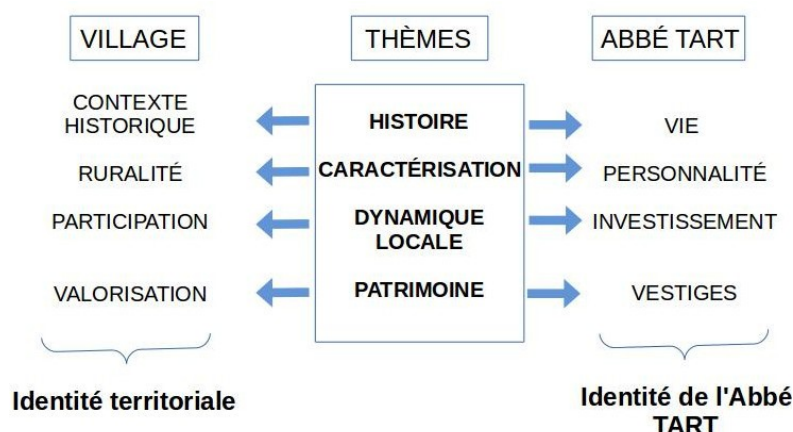 VILLAGE
THÈMES
ABBÉ TART
CONTEXTE
HISTORIQUE
HISTOIRE
VIE
RURALITÉ
CARACTÉRISATION
PERSONNALITÉ
PARTICIPATION
DYNAMIQUE
LOCALE
INVESTISSEMENT
VALORISATION
PATRIMOINE
VESTIGES
Identité territoriale
Identité de l'Abbé
TART